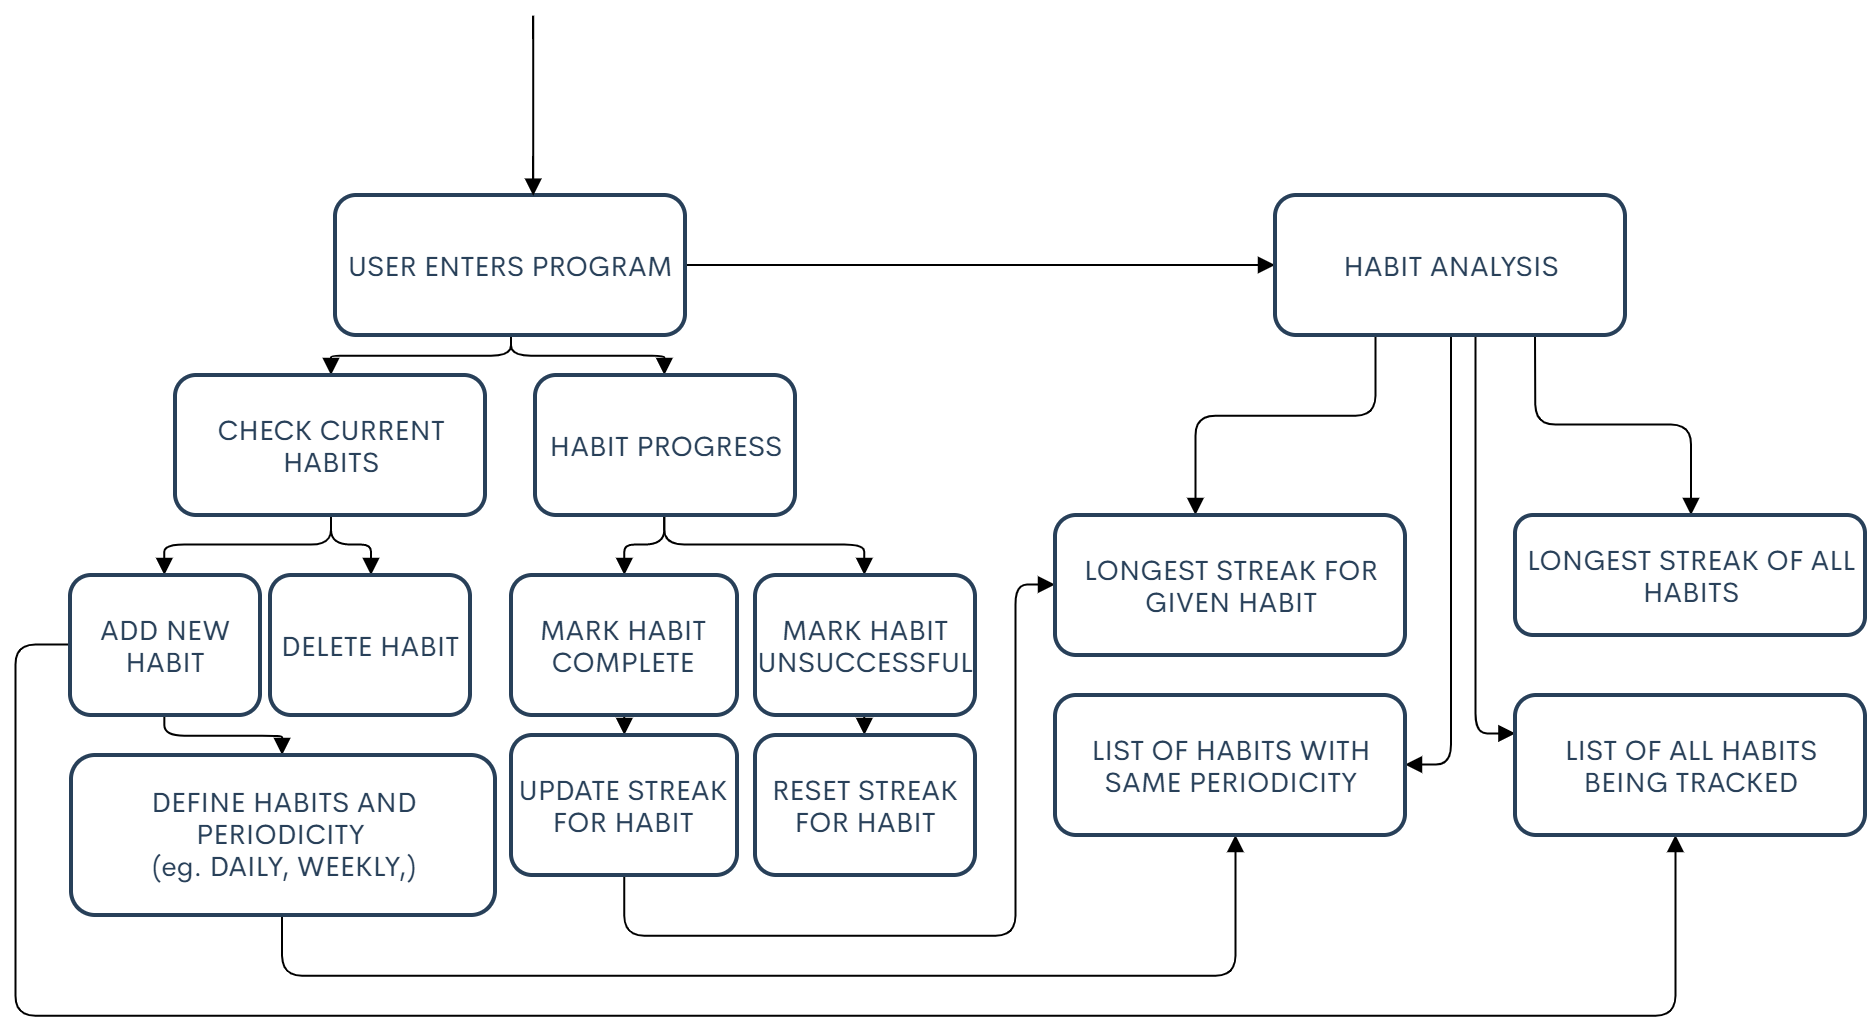 USER ENTERS PROGRAM
HABIT ANALYSIS
CHECK CURRENT
HABITS
HABIT PROGRESS
LONGEST STREAK FOR
GIVEN HABIT
LONGEST STREAK OF ALL
HABITS
ADD NEW
HABIT
DELETE HABIT
MARK HABIT
COMPLETE
MARK HABIT
UNSUCCESSFUL
LIST OF HABITS WITH
SAME PERIODICITY
LIST OF ALL HABITS
BEING TRACKED
DEFINE HABITS AND
PERIODICITY
(eg. DAILY, WEEKLY,)
UPDATE STREAK
FOR HABIT
RESET STREAK
FOR HABIT